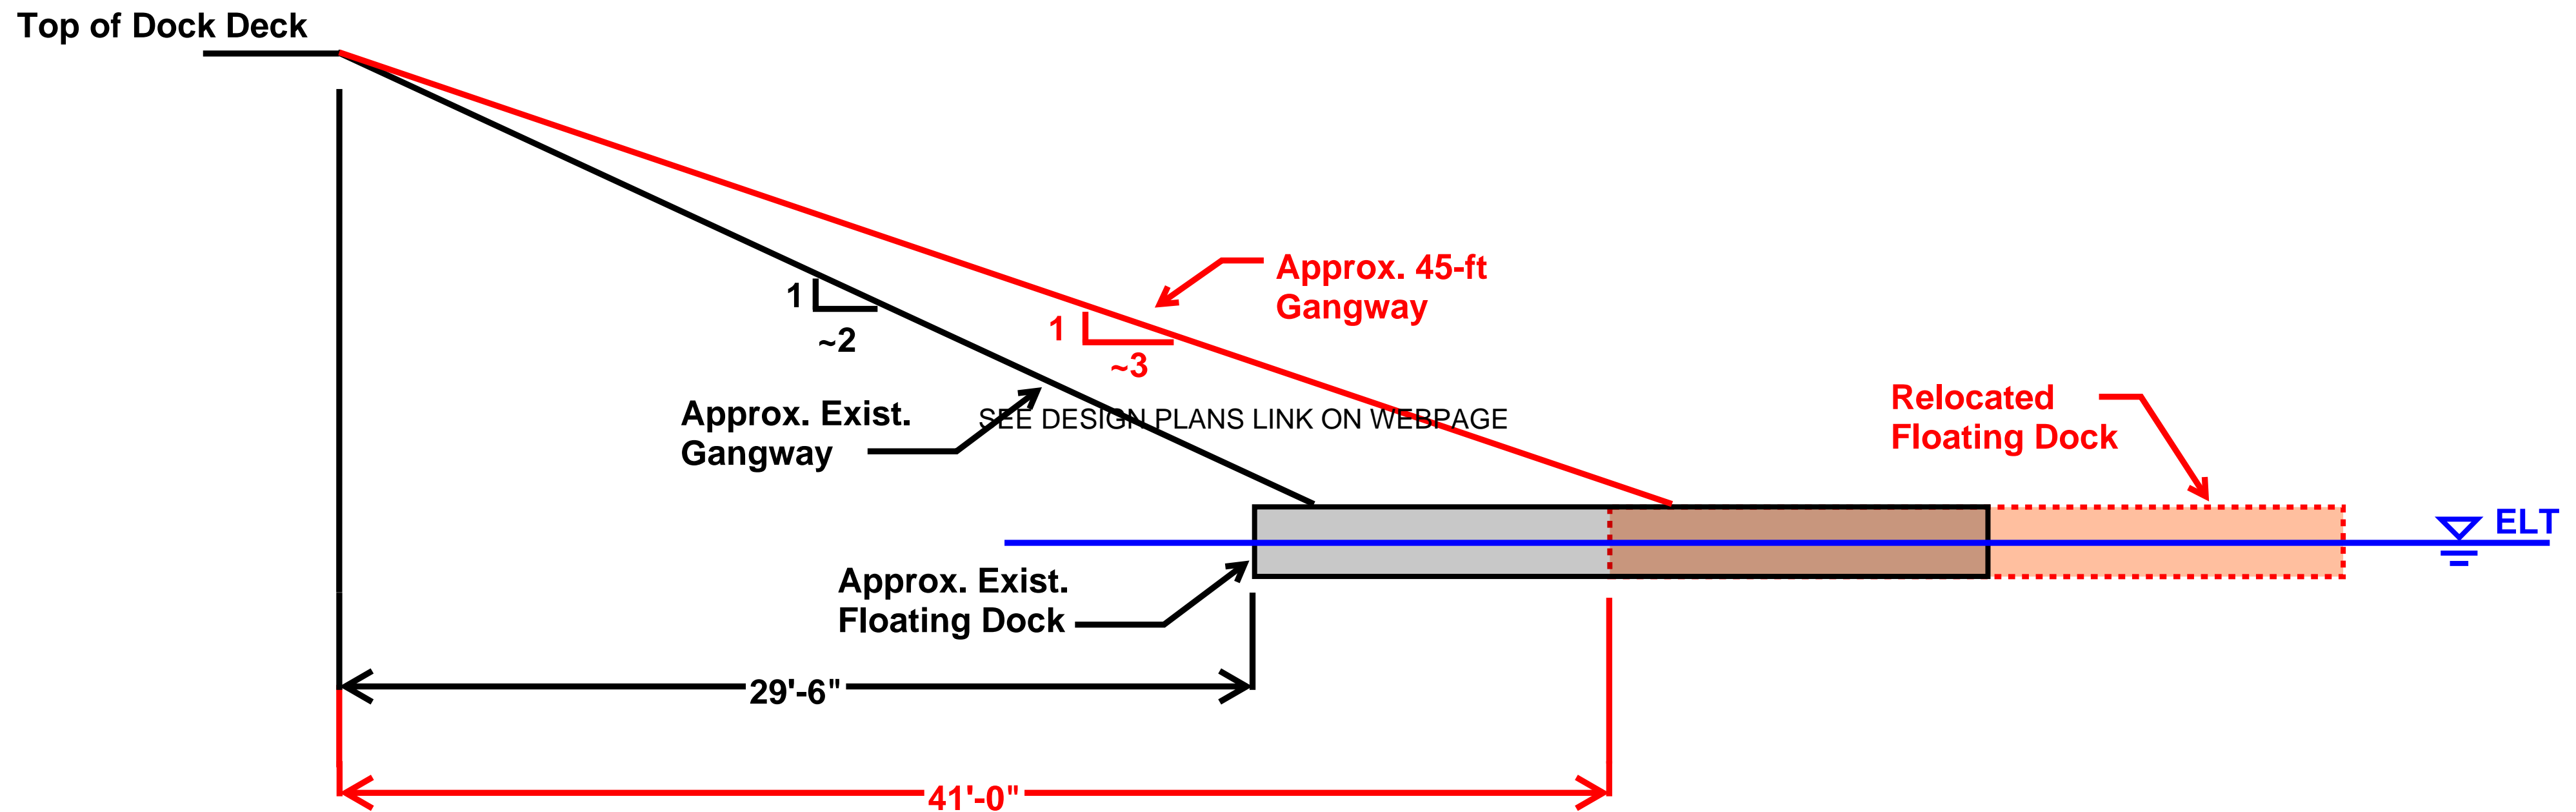 Top of Dock Deck
1
~2
Approx. 45-ft
Gangway
1
~3
Approx. Exist.
Gangway
SEE DESIGN PLANS LINK ON WEBPAGE
Relocated
Floating Dock
ELT
Approx. Exist.
Floating Dock
29'-6"
41'-0"